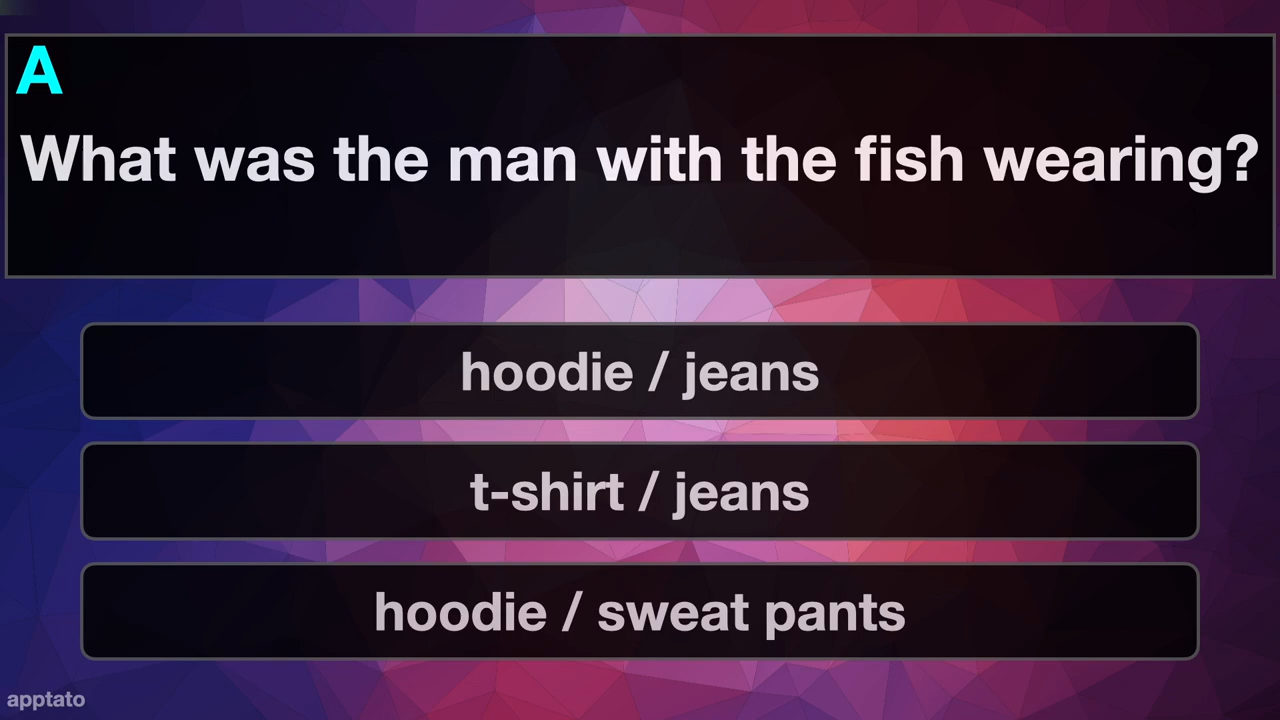 A
What was the man with the fish wearing?
hoodie / jeans
t-shirt / jeans
hoodie / sweat pants
apptato